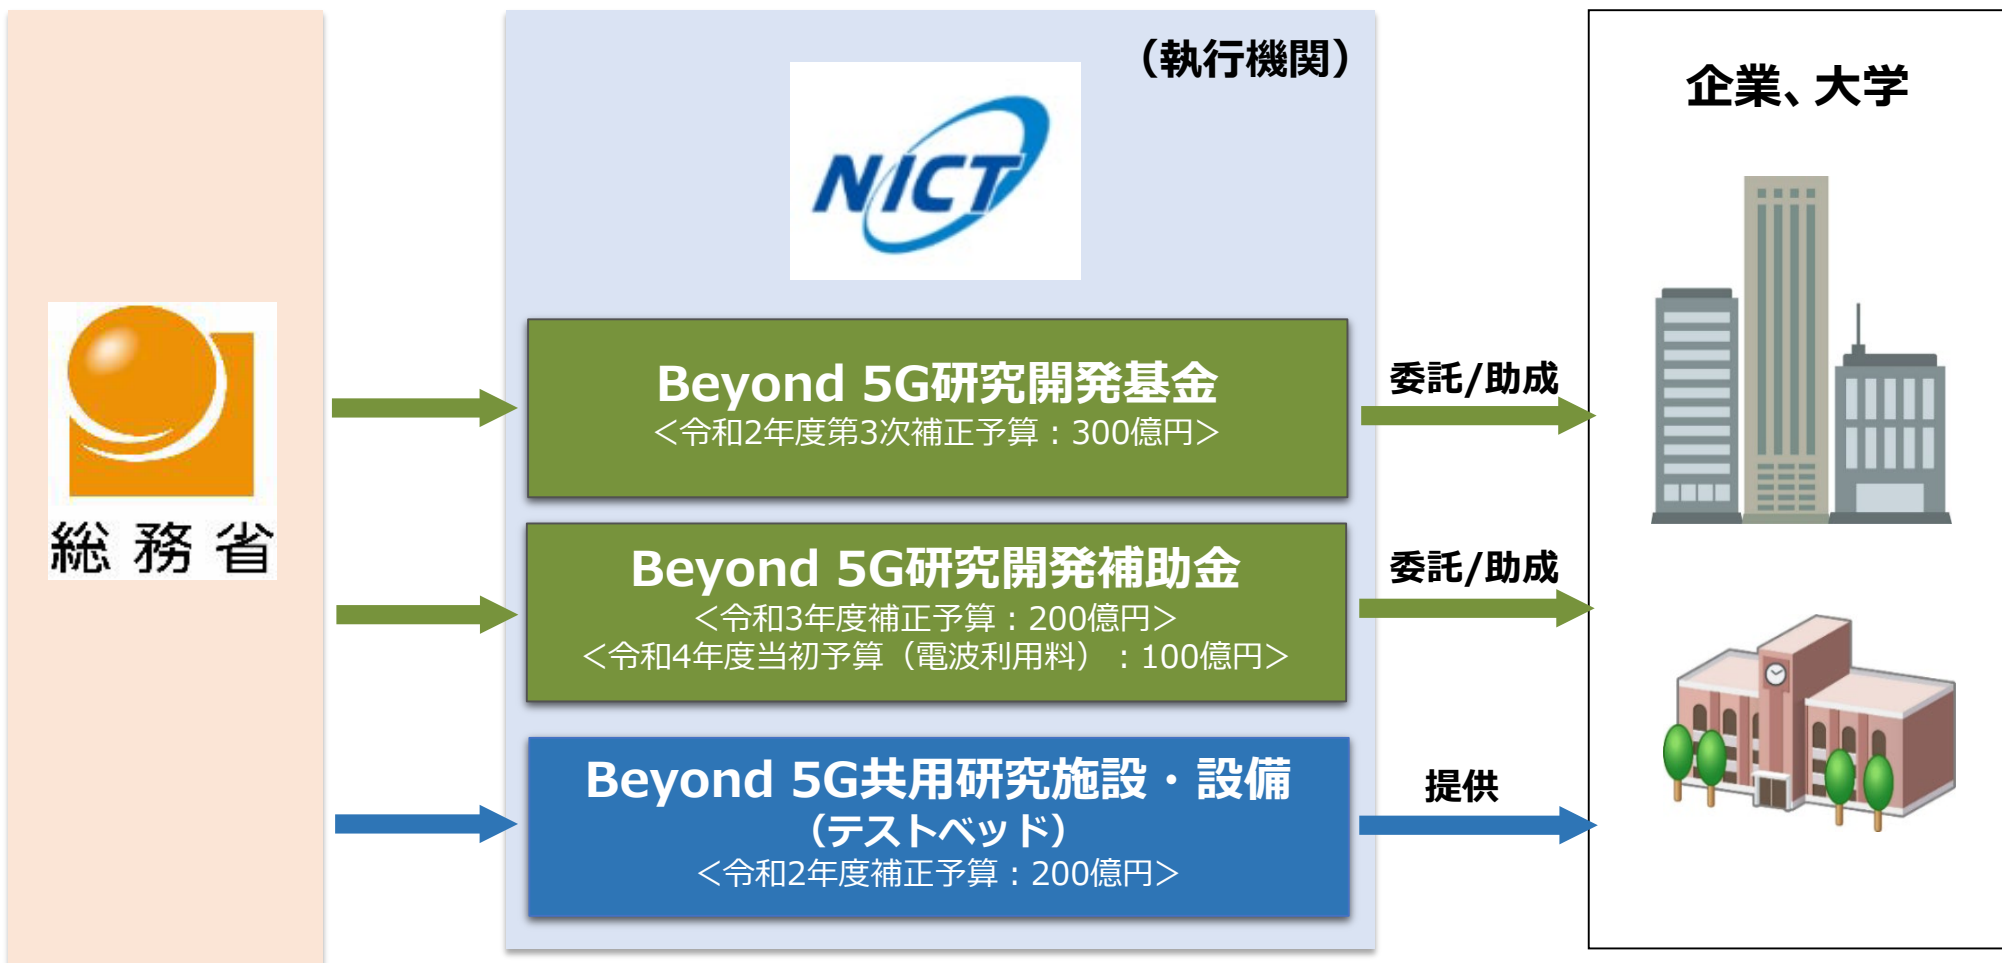 総務省
（執行機関）
NICT
Beyond 5G研究開発基金
＜令和2年度第3次補正予算：300億円＞
委託/助成
Beyond 5G研究開発補助金
＜令和3年度補正予算：200億円＞
＜令和4年度当初予算（電波利用料）：100億円＞
委託/助成
Beyond 5G共用研究施設・設備
（テストベッド）
＜令和2年度補正予算：200億円＞
提供
企業、大学